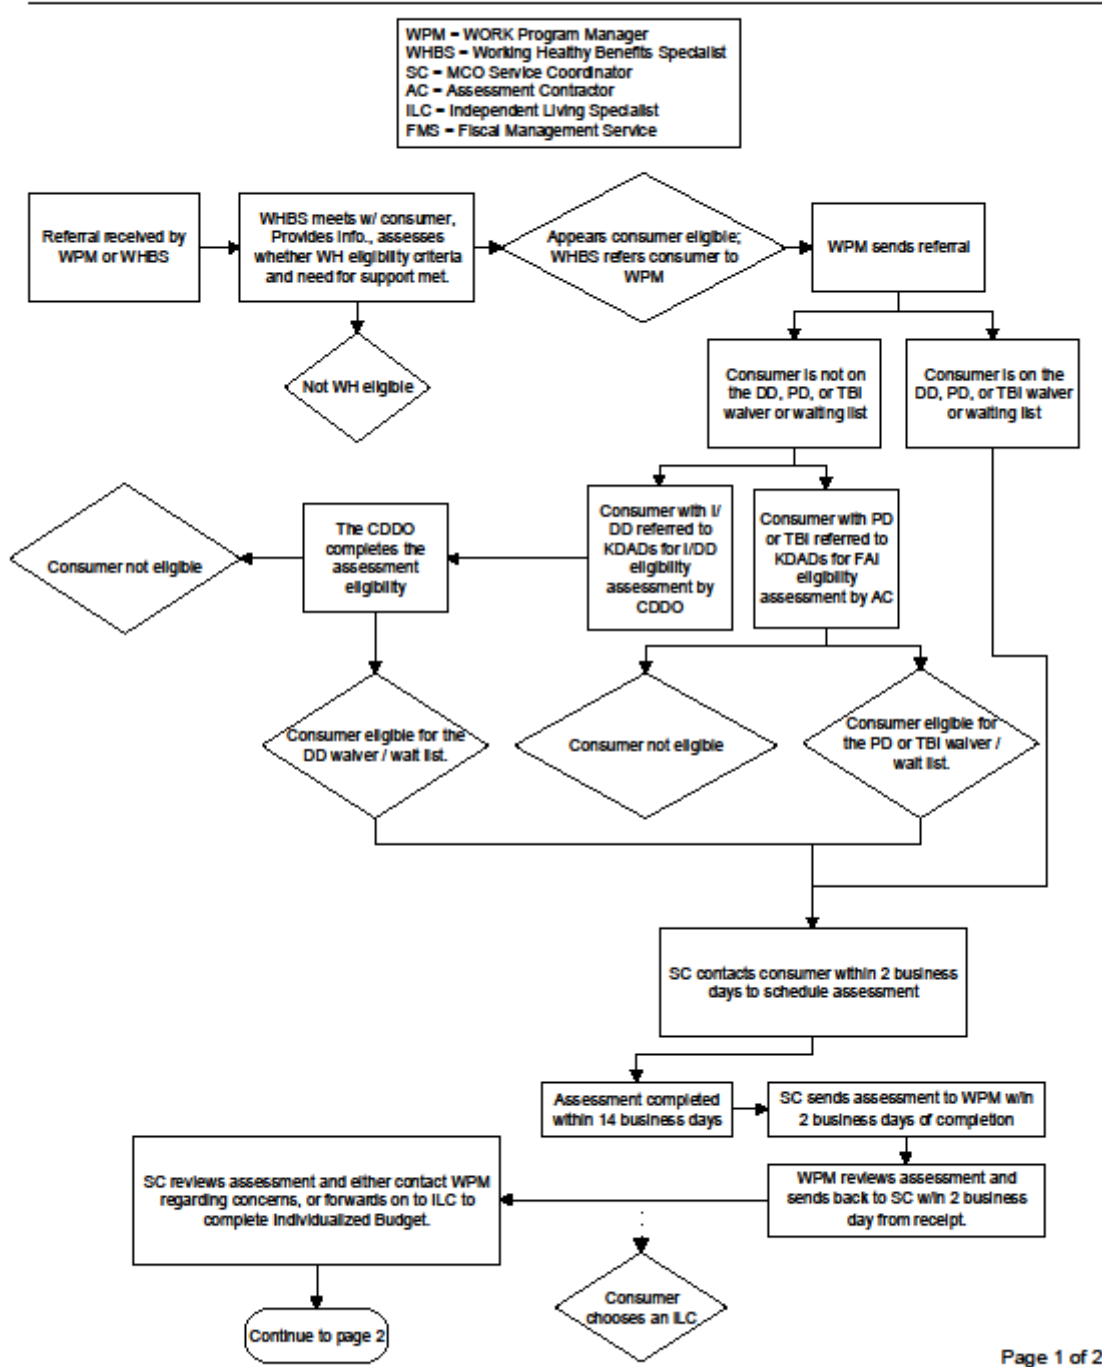 WPM = WORK Program Manager
WHBS = Working Healthy Benefits Specialist
SC = MCO Service Coordinator
AC = Assessment Contractor
ILC = Independent Living Specialist
FMS = Fiscal Management Service
Referral received by
WPM or WHBS
WHBS meets w/ consumer,
Provides info., assesses
whether WH eligibility criteria
and need for support met.
Appears consumer eligible;
WHBS refers consumer to
WPM
WPM sends referral
Not WH eligible
Consumer is not on
the DD, PD, or TBI
waiver or waiting list
Consumer is on the
DD, PD, or TBI waiver
or waiting list
Consumer not eligible
The CDDO
completes the
assessment
eligibility
Consumer with I/
DD referred to
KDADs for I/DD
eligibility
assessment by
CDDO
Consumer with PD
or TBI referred to
KDADs for FAI
eligibility
assessment by AC
Consumer eligible for the
DD waiver / wait list.
Consumer not eligible
Consumer eligible for
the PD or TBI waiver /
wait list.
SC contacts consumer within 2 business
days to schedule assessment
Assessment completed
within 14 business days
SC sends assessment to WPM w/in
2 business days of completion
SC reviews assessment and either contact WPM
regarding concerns, or forwards on to ILC to
complete Individualized Budget.
WPM reviews assessment and
sends back to SC w/in 2 business
day from receipt.
Consumer
chooses an ILC
Continue to page 2
Page 1 of 2